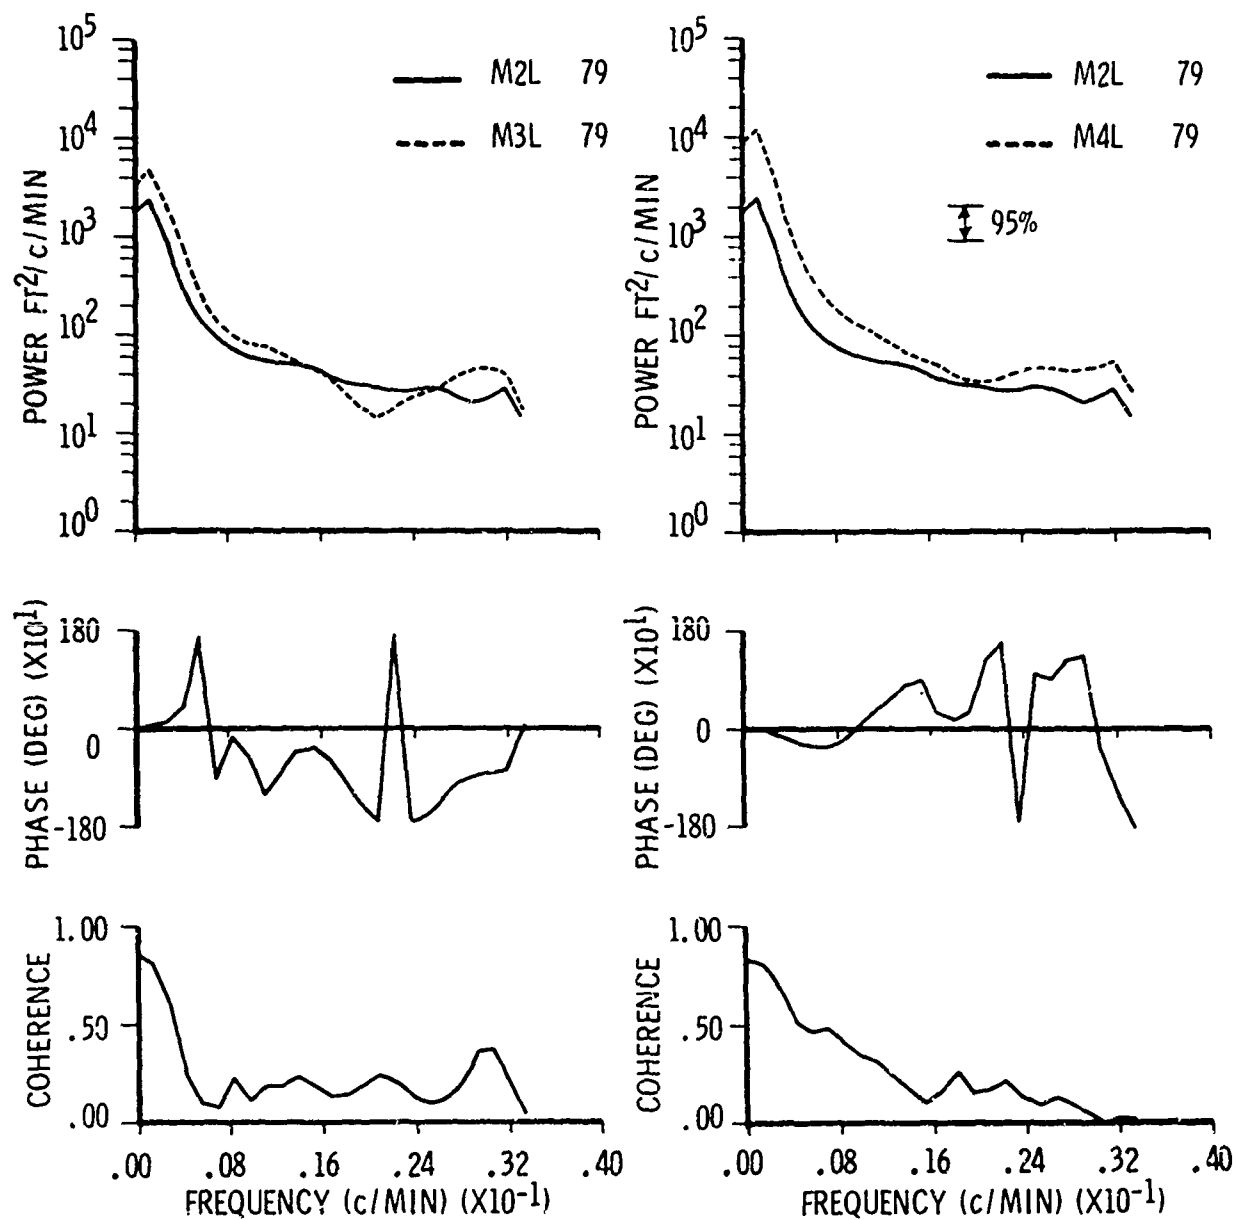 10^5
10^4
10^3
10^2
10^1
10^0
POWER FT^2/c/MIN
M2L 79
M3L 79
10^5
10^4
10^3
10^2
10^1
10^0
POWER FT^2/c/MIN
M2L 79
M4L 79
95%
PHASE (DEG) (X10^1)
180
0
-180
PHASE (DEG) (X10^1)
180
0
-180
COHERENCE
1.00
.50
.00
.00 .08 .16 .24 .32 .40
FREQUENCY (c/MIN) (X10^-1)
COHERENCE
1.00
.50
.00
.00 .08 .16 .24 .32 .40
FREQUENCY (c/MIN) (X10^-1)